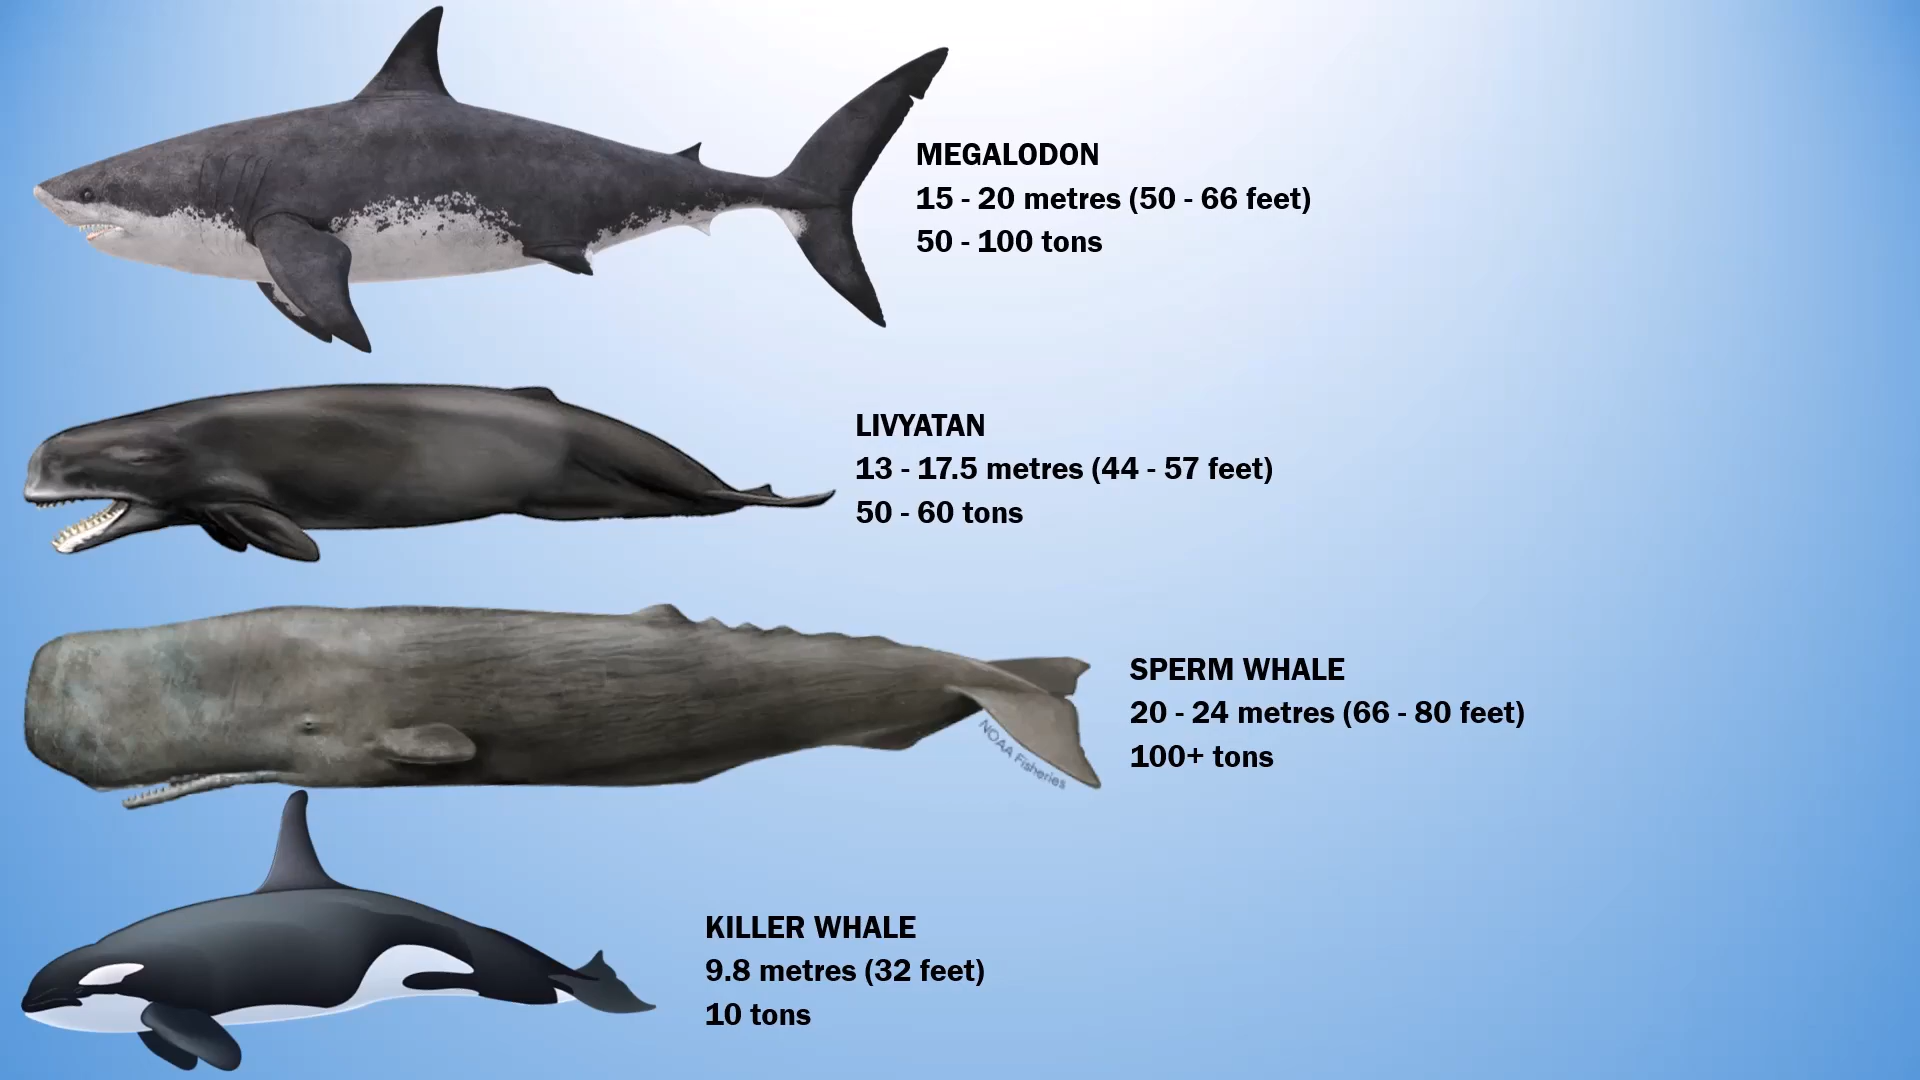 MEGALODON
15 - 20 metres (50 - 66 feet)
50 - 100 tons
LIVYATAN
13 - 17.5 metres (44 - 57 feet)
50 - 60 tons
SPERM WHALE
20 - 24 metres (66 - 80 feet)
100+ tons
NOAA Fisheries
KILLER WHALE
9.8 metres (32 feet)
10 tons